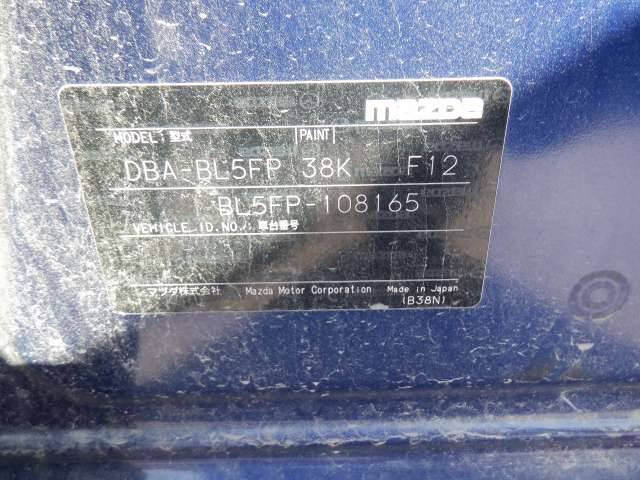 mazda
MODEL:型式 PAINT
DBA-BL5FP 38K F12
BL5FP-108165
VEHICLE.ID.NO./車台番号
マツダ株式会社 Mazda Motor Corporation Made in Japan
(B38N)